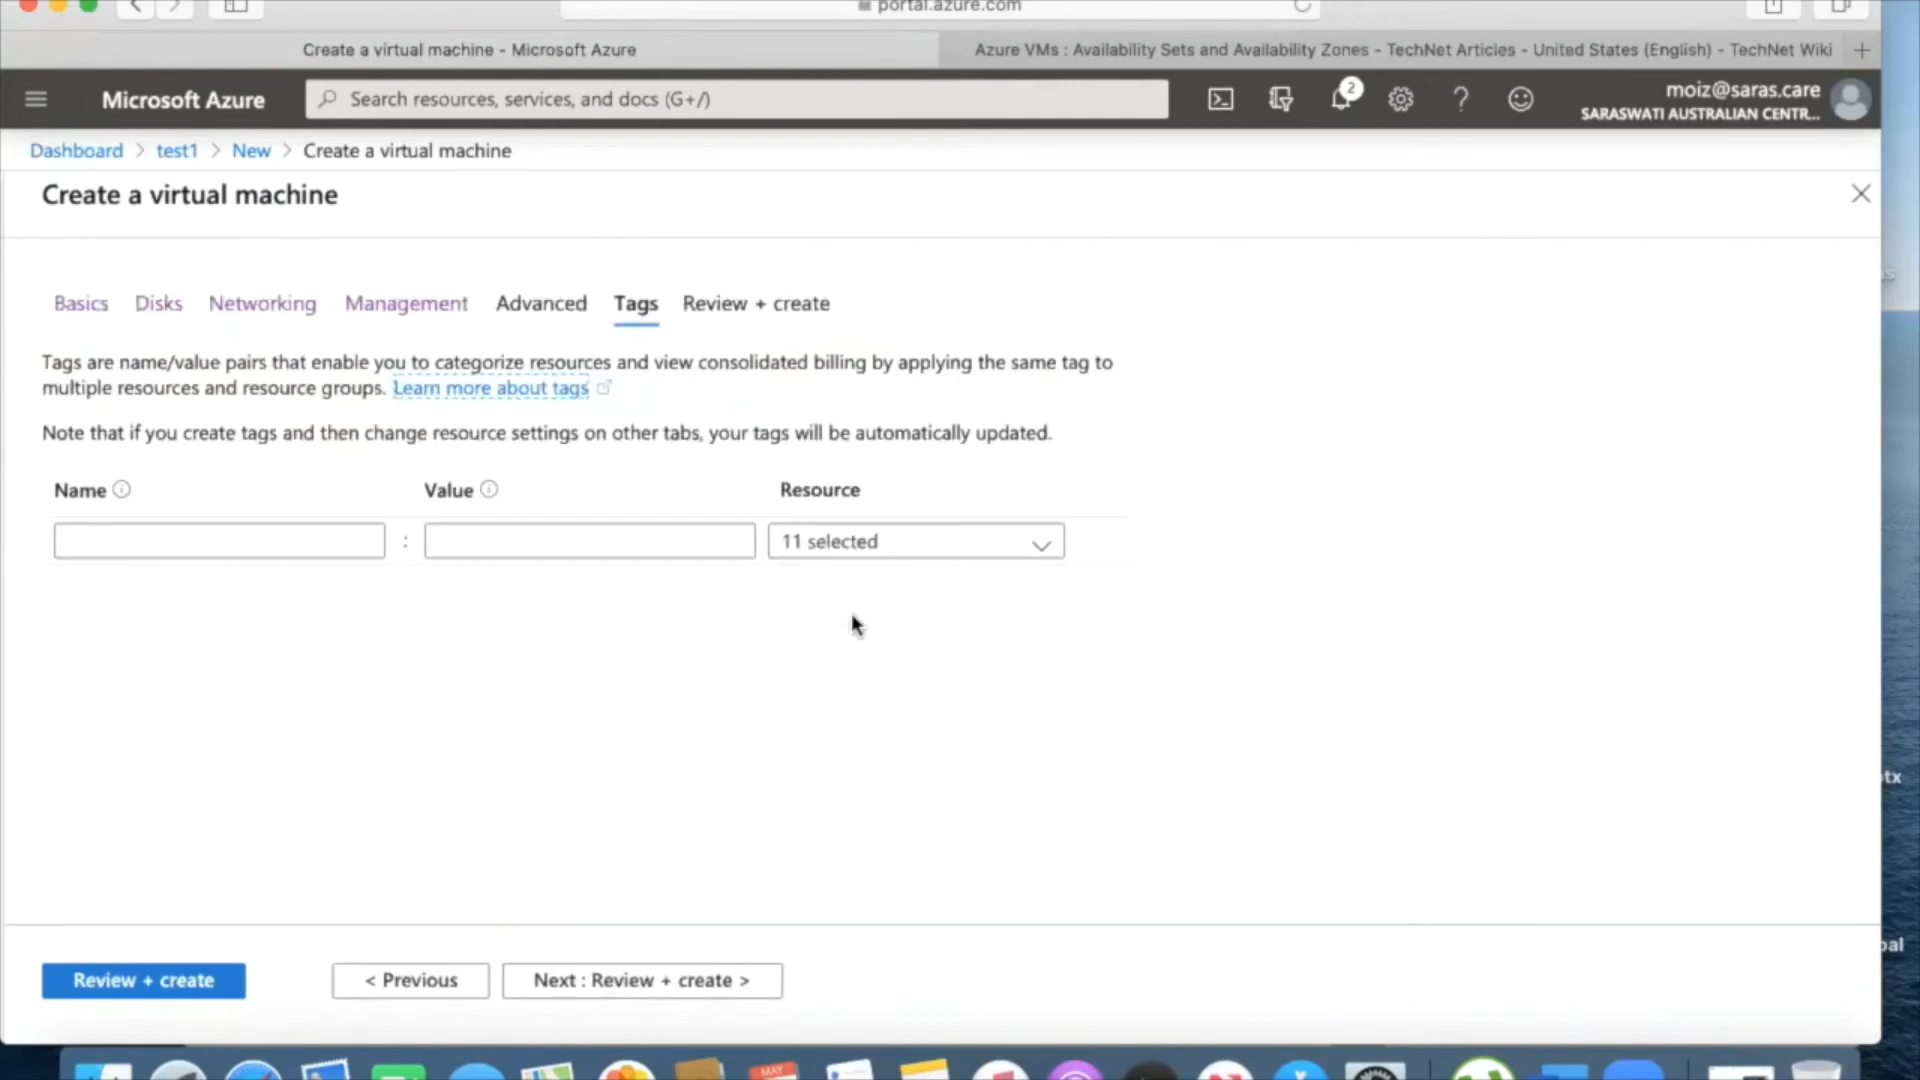 portal.azure.com
Create a virtual machine - Microsoft Azure
Azure VMs : Availability Sets and Availability Zones - TechNet Articles - United States (English) - TechNet Wiki
Microsoft Azure
Search resources, services, and docs (G+/)
2
moiz@saras.care
SARASWATI AUSTRALIAN CENTR...
Dashboard > test1 > New > Create a virtual machine
Create a virtual machine
Basics Disks Networking Management Advanced Tags Review + create
Tags are name/value pairs that enable you to categorize resources and view consolidated billing by applying the same tag to
multiple resources and resource groups. Learn more about tags
Note that if you create tags and then change resource settings on other tabs, your tags will be automatically updated.
Name Value Resource
: 11 selected
Review + create < Previous Next : Review + create >
MAY